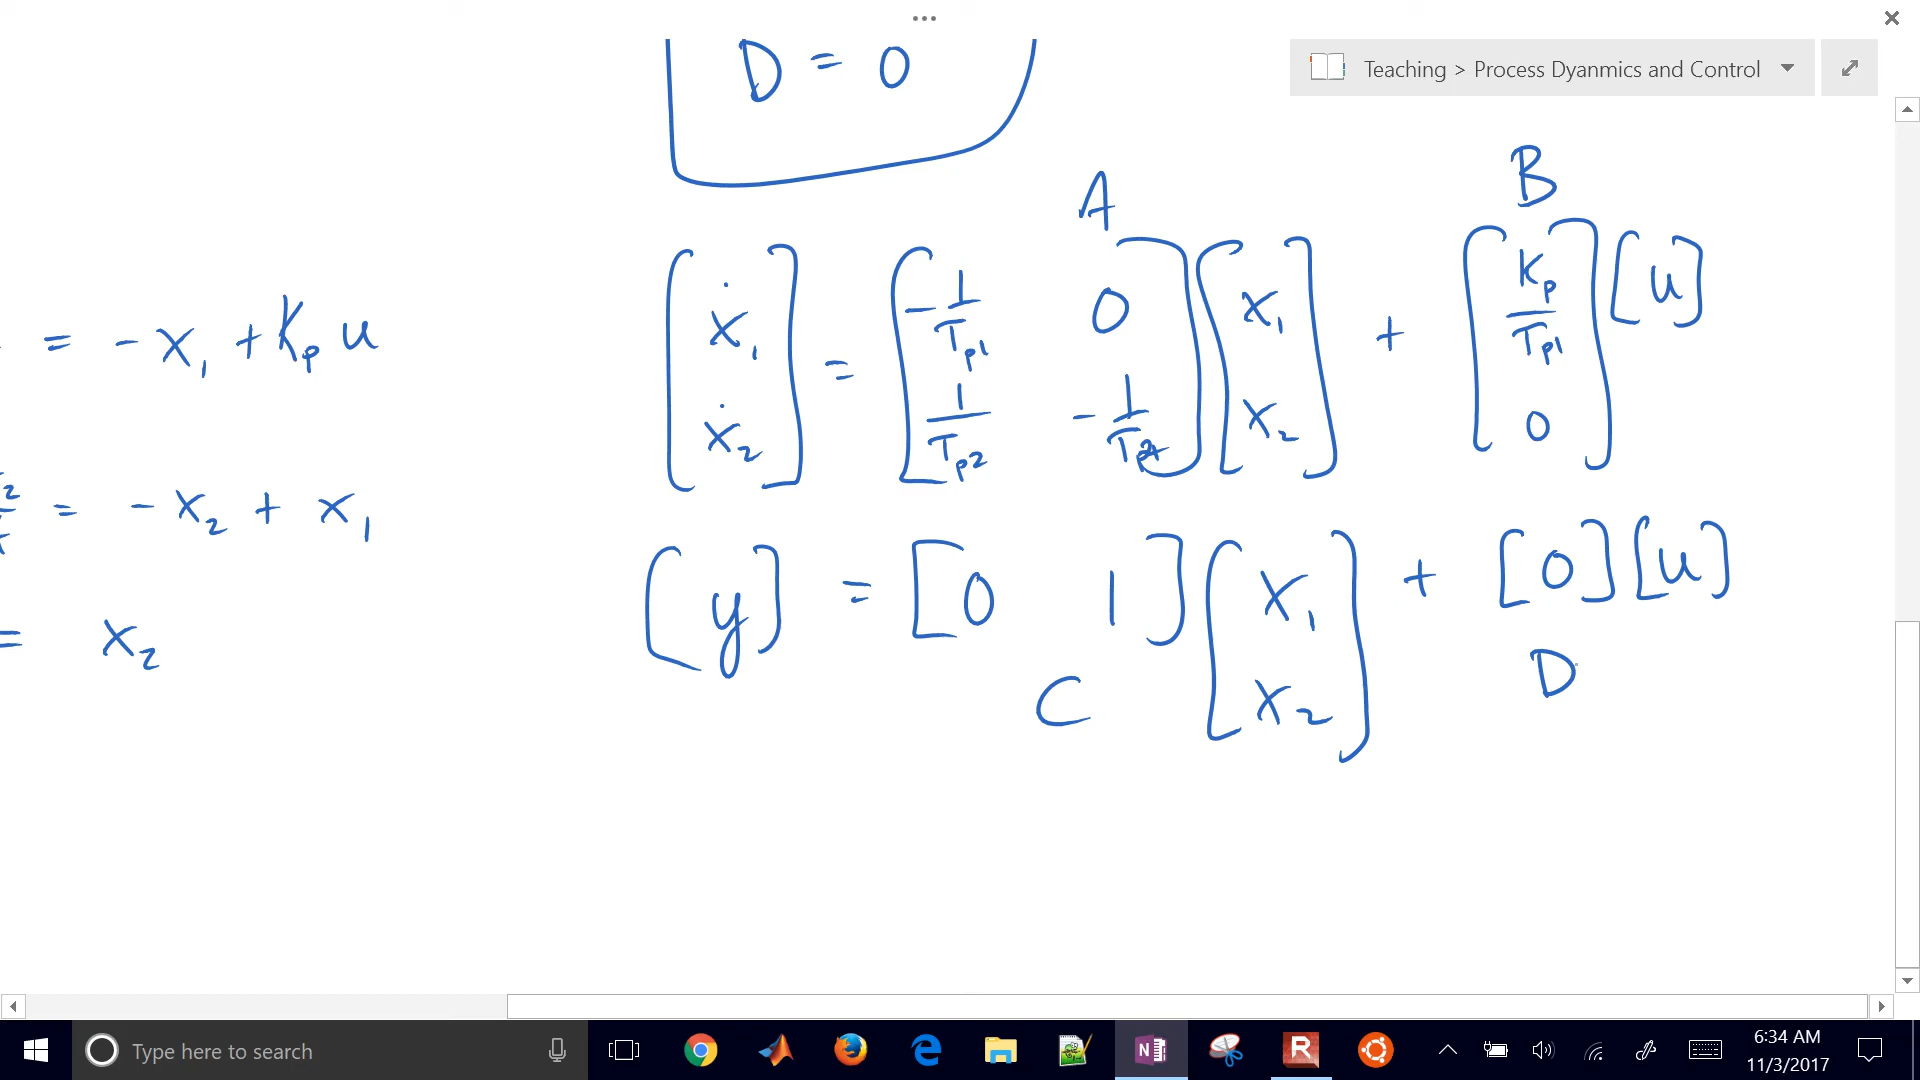 Teaching > Process Dyanmics and Control
D = 0
A
B
[ẋ₁ ẋ₂] = [-1/Tp1 0; 1/Tp2 -1/Tp2] [x₁ x₂] + [Kp/Tp1 0] [u]
= -x₁ + Kp u
= -x₂ + x₁
[y] = [0 1] [x₁ x₂] + [0] [u]
= x₂
C
D
Type here to search
6:34 AM
11/3/2017